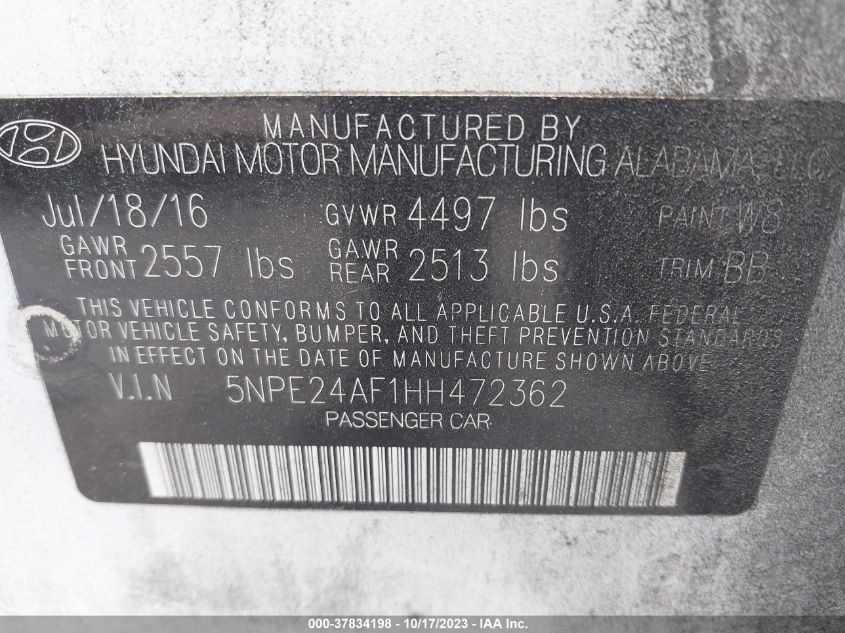 MANUFACTURED BY
HYUNDAI MOTOR MANUFACTURING ALABAMA, LLC
Jul/18/16 GVWR 4497 lbs PAINT W8
GAWR FRONT 2557 lbs GAWR REAR 2513 lbs TRIM BB
THIS VEHICLE CONFORMS TO ALL APPLICABLE U.S.A. FEDERAL
MOTOR VEHICLE SAFETY, BUMPER, AND THEFT PREVENTION STANDARDS
IN EFFECT ON THE DATE OF MANUFACTURE SHOWN ABOVE.
V.I.N 5NPE24AF1HH472362
PASSENGER CAR
000-37834198 - 10/17/2023 - IAA Inc.